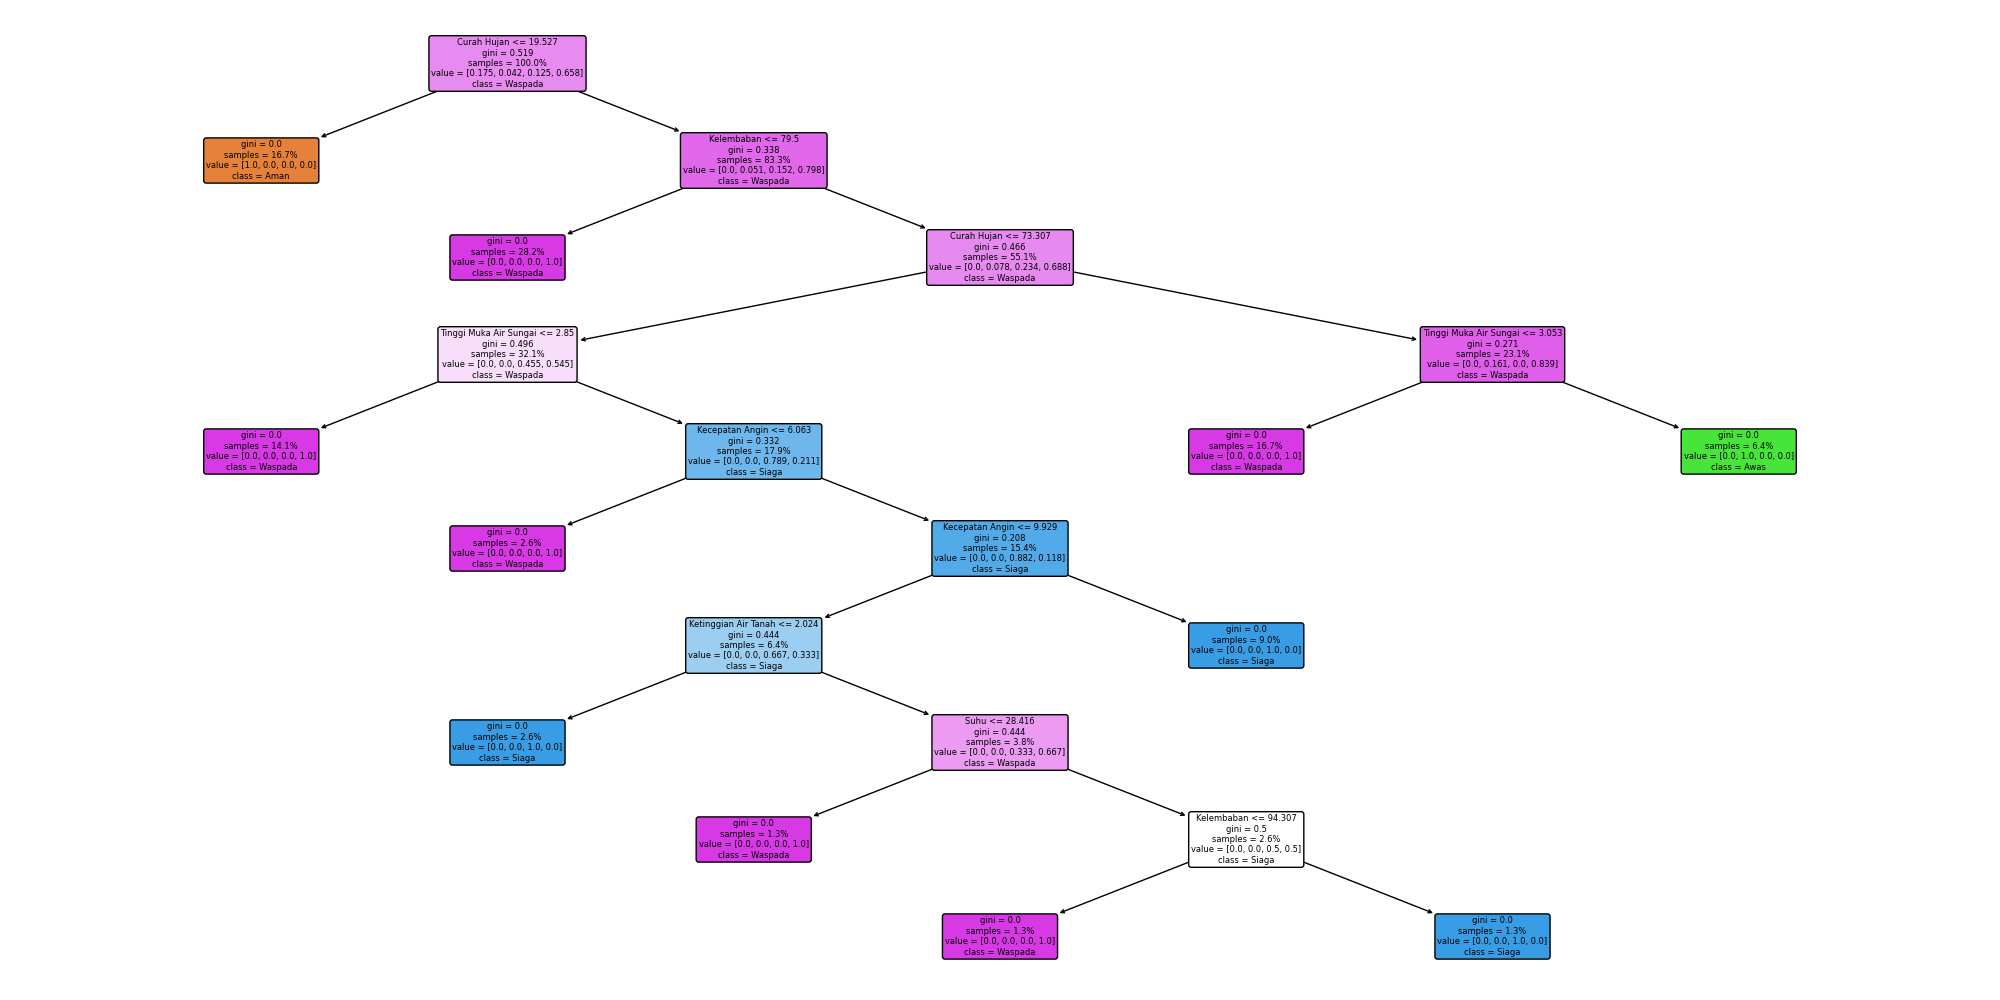 Curah Hujan <= 19.527
gini = 0.519
samples = 100.0%
value = [0.175, 0.042, 0.125, 0.658]
class = Waspada
gini = 0.0
samples = 16.7%
value = [1.0, 0.0, 0.0, 0.0]
class = Aman
Kelembaban <= 79.5
gini = 0.338
samples = 83.3%
value = [0.0, 0.051, 0.152, 0.798]
class = Waspada
gini = 0.0
samples = 28.2%
value = [0.0, 0.0, 0.0, 1.0]
class = Waspada
Curah Hujan <= 73.307
gini = 0.466
samples = 55.1%
value = [0.0, 0.078, 0.234, 0.688]
class = Waspada
Tinggi Muka Air Sungai <= 2.85
gini = 0.496
samples = 32.1%
value = [0.0, 0.0, 0.455, 0.545]
class = Waspada
Tinggi Muka Air Sungai <= 3.053
gini = 0.271
samples = 23.1%
value = [0.0, 0.161, 0.0, 0.839]
class = Waspada
gini = 0.0
samples = 14.1%
value = [0.0, 0.0, 0.0, 1.0]
class = Waspada
Kecepatan Angin <= 6.063
gini = 0.332
samples = 17.9%
value = [0.0, 0.0, 0.789, 0.211]
class = Siaga
gini = 0.0
samples = 16.7%
value = [0.0, 0.0, 0.0, 1.0]
class = Waspada
gini = 0.0
samples = 6.4%
value = [0.0, 1.0, 0.0, 0.0]
class = Awas
gini = 0.0
samples = 2.6%
value = [0.0, 0.0, 0.0, 1.0]
class = Waspada
Kecepatan Angin <= 9.929
gini = 0.208
samples = 15.4%
value = [0.0, 0.0, 0.882, 0.118]
class = Siaga
Ketinggian Air Tanah <= 2.024
gini = 0.444
samples = 6.4%
value = [0.0, 0.0, 0.667, 0.333]
class = Siaga
gini = 0.0
samples = 9.0%
value = [0.0, 0.0, 1.0, 0.0]
class = Siaga
gini = 0.0
samples = 2.6%
value = [0.0, 0.0, 1.0, 0.0]
class = Siaga
Suhu <= 28.416
gini = 0.444
samples = 3.8%
value = [0.0, 0.0, 0.333, 0.667]
class = Waspada
gini = 0.0
samples = 1.3%
value = [0.0, 0.0, 0.0, 1.0]
class = Waspada
Kelembaban <= 94.307
gini = 0.5
samples = 2.6%
value = [0.0, 0.0, 0.5, 0.5]
class = Siaga
gini = 0.0
samples = 1.3%
value = [0.0, 0.0, 0.0, 1.0]
class = Waspada
gini = 0.0
samples = 1.3%
value = [0.0, 0.0, 1.0, 0.0]
class = Siaga